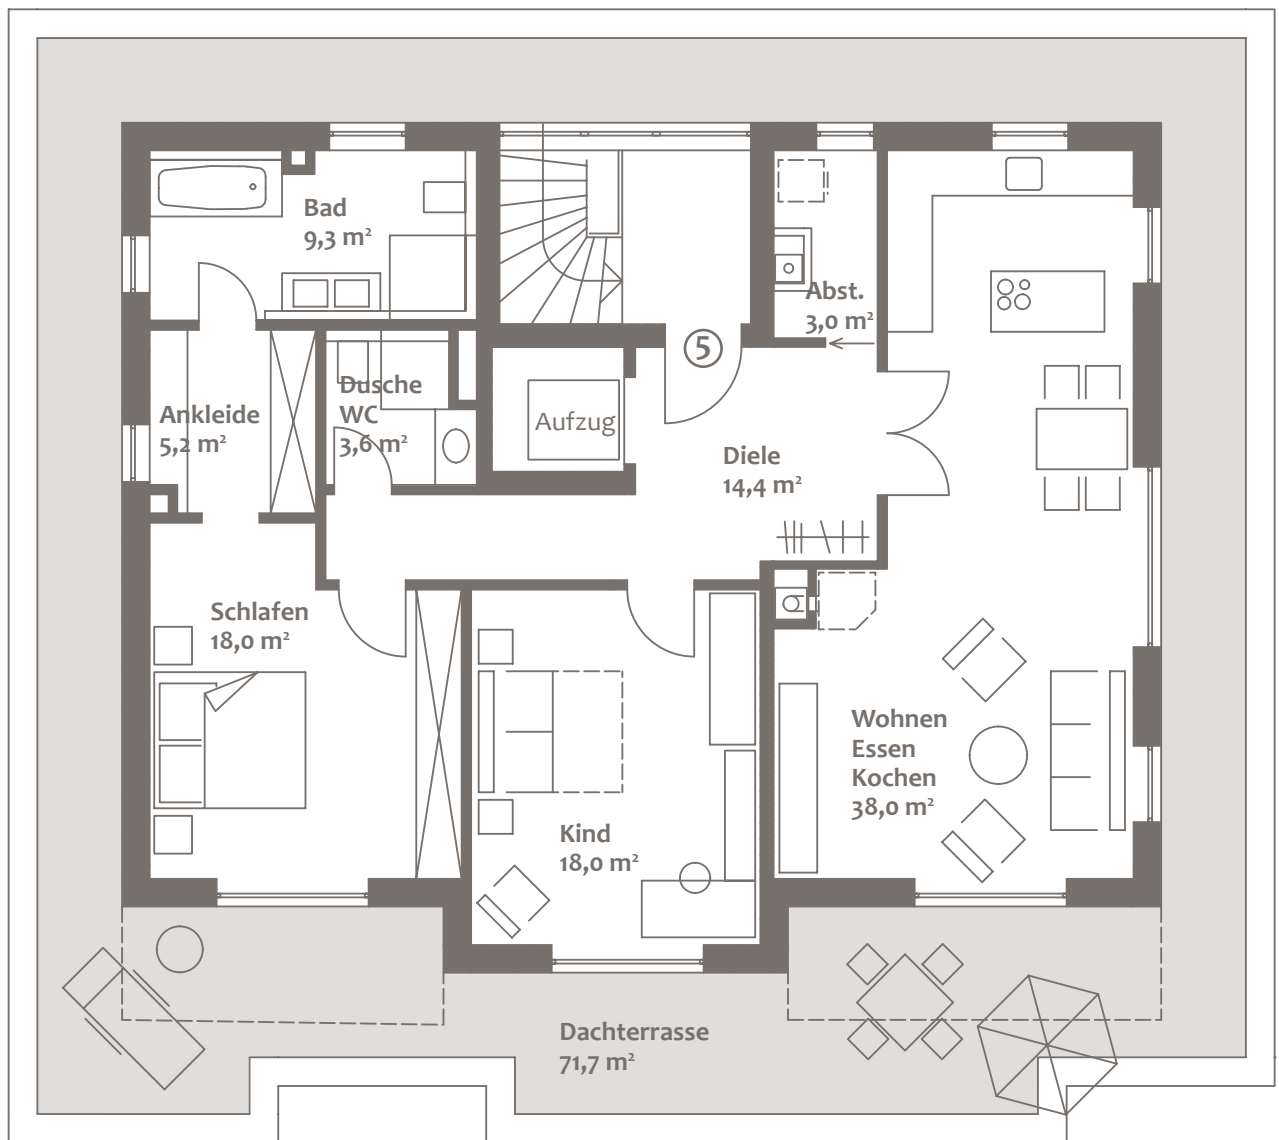 Bad
9,3 m²
Abst.
3,0 m²
5
Dusche
WC
3,6 m²
Ankleide
5,2 m²
Aufzug
Diele
14,4 m²
Schlafen
18,0 m²
Wohnen
Essen
Kochen
38,0 m²
Kind
18,0 m²
Dachterrasse
71,7 m²